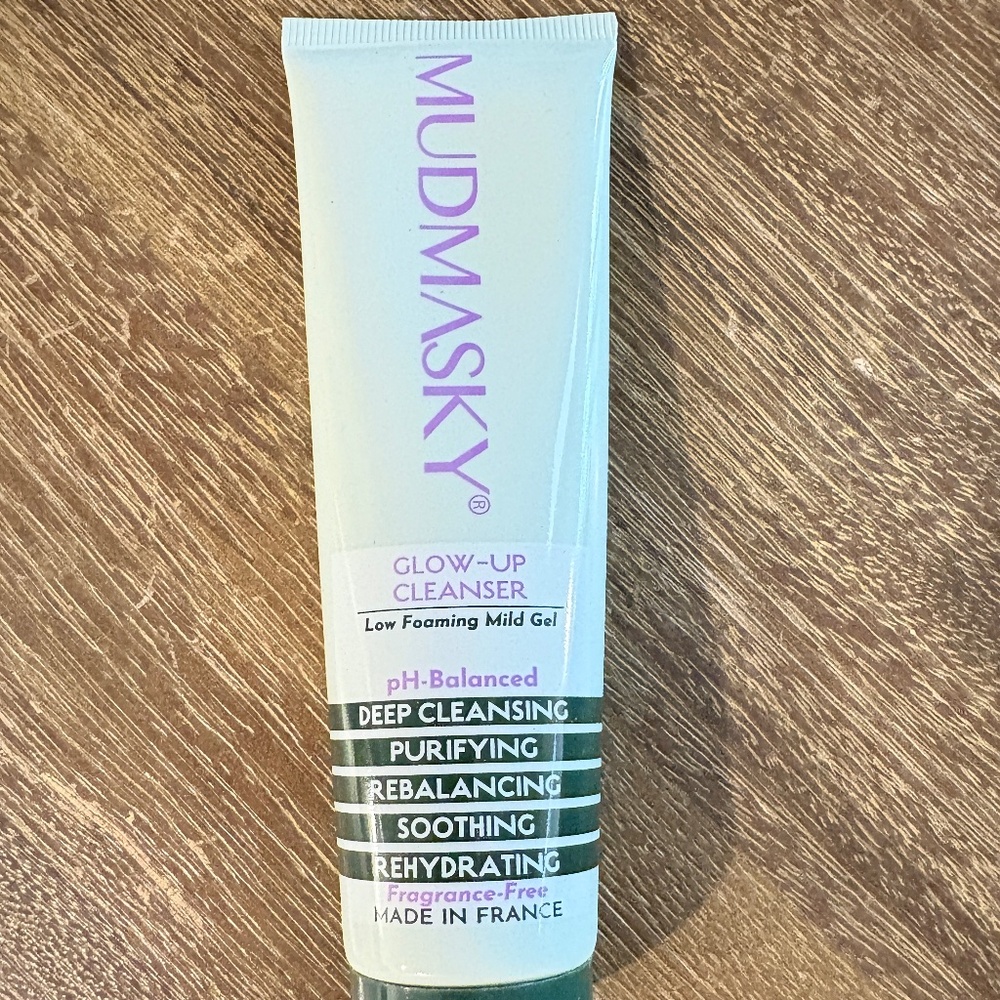 MUDMASKY®
GLOW-UP
CLEANSER
Low Foaming Mild Gel
pH-Balanced
DEEP CLEANSING
PURIFYING
REBALANCING
SOOTHING
REHYDRATING
Fragrance-Free
MADE IN FRANCE